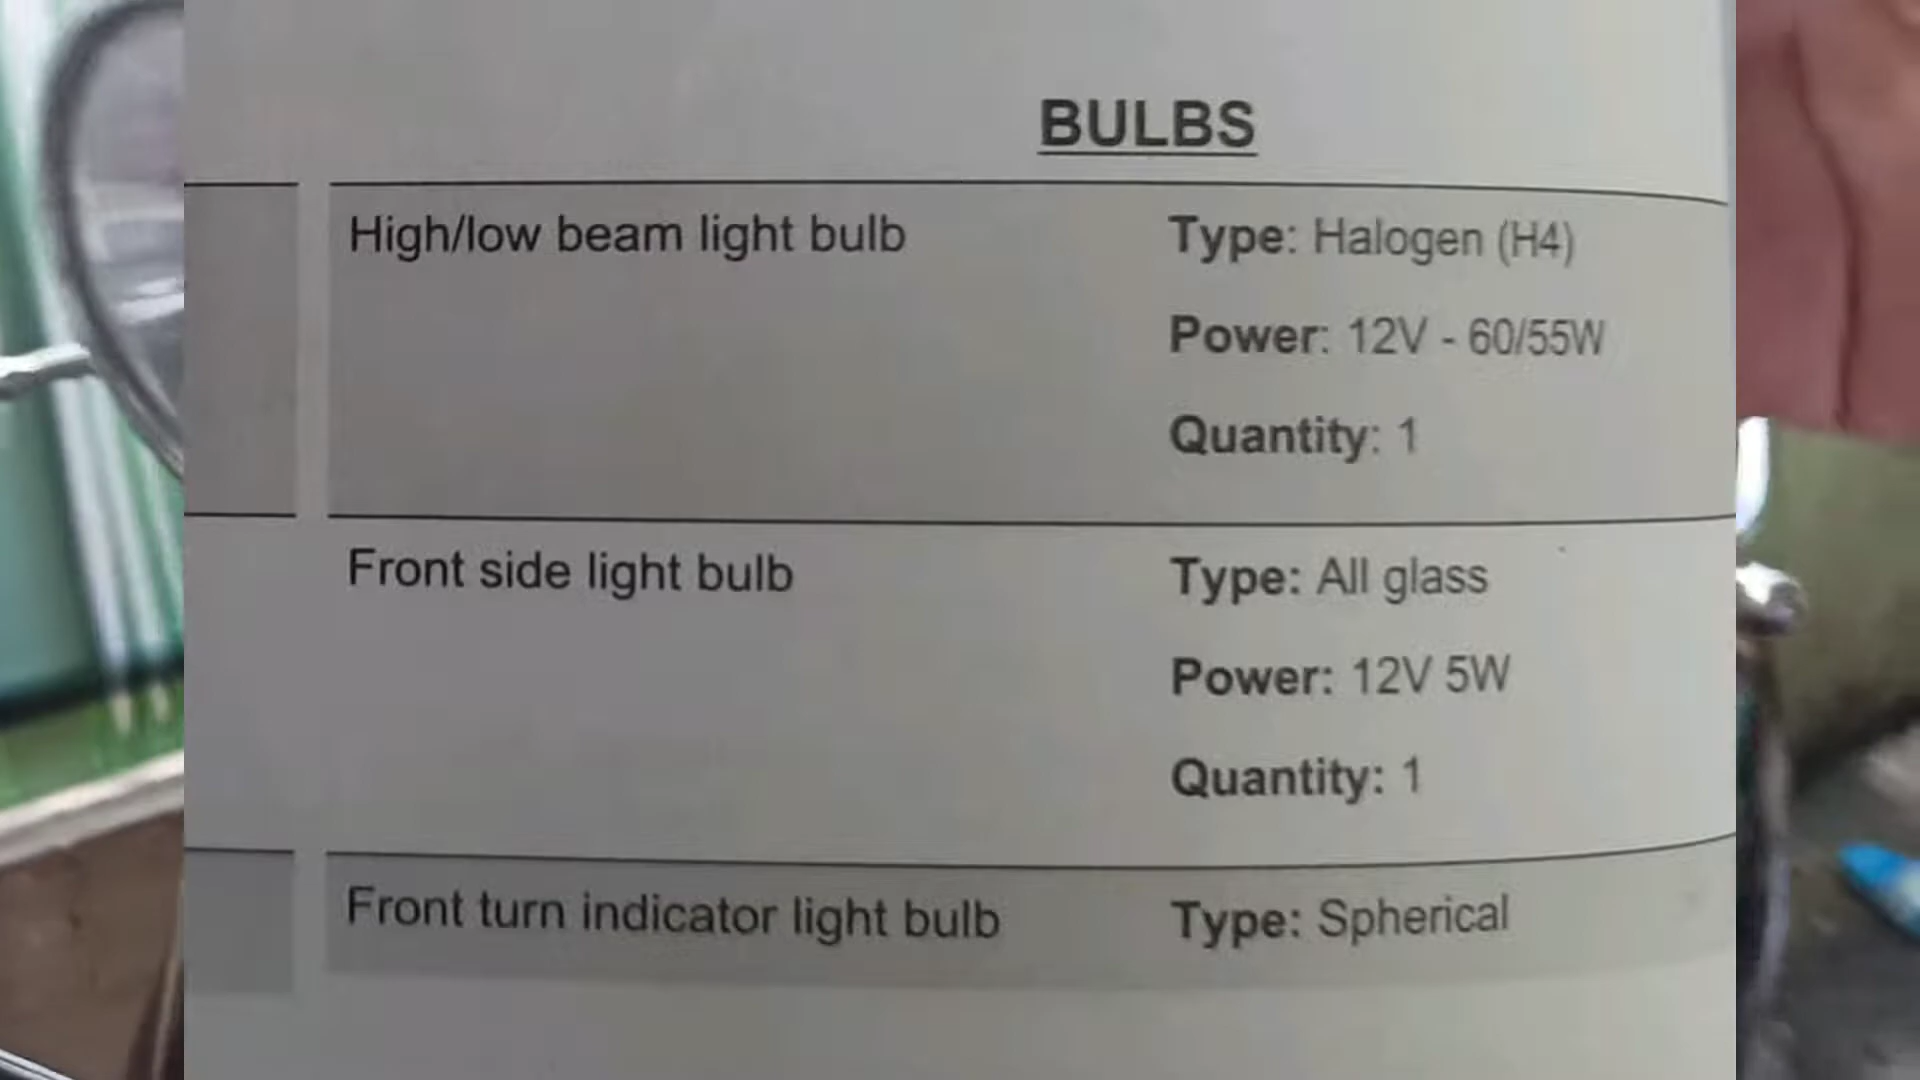 BULBS
High/low beam light bulb
Type: Halogen (H4)
Power: 12V - 60/55W
Quantity: 1
Front side light bulb
Type: All glass
Power: 12V 5W
Quantity: 1
Front turn indicator light bulb
Type: Spherical